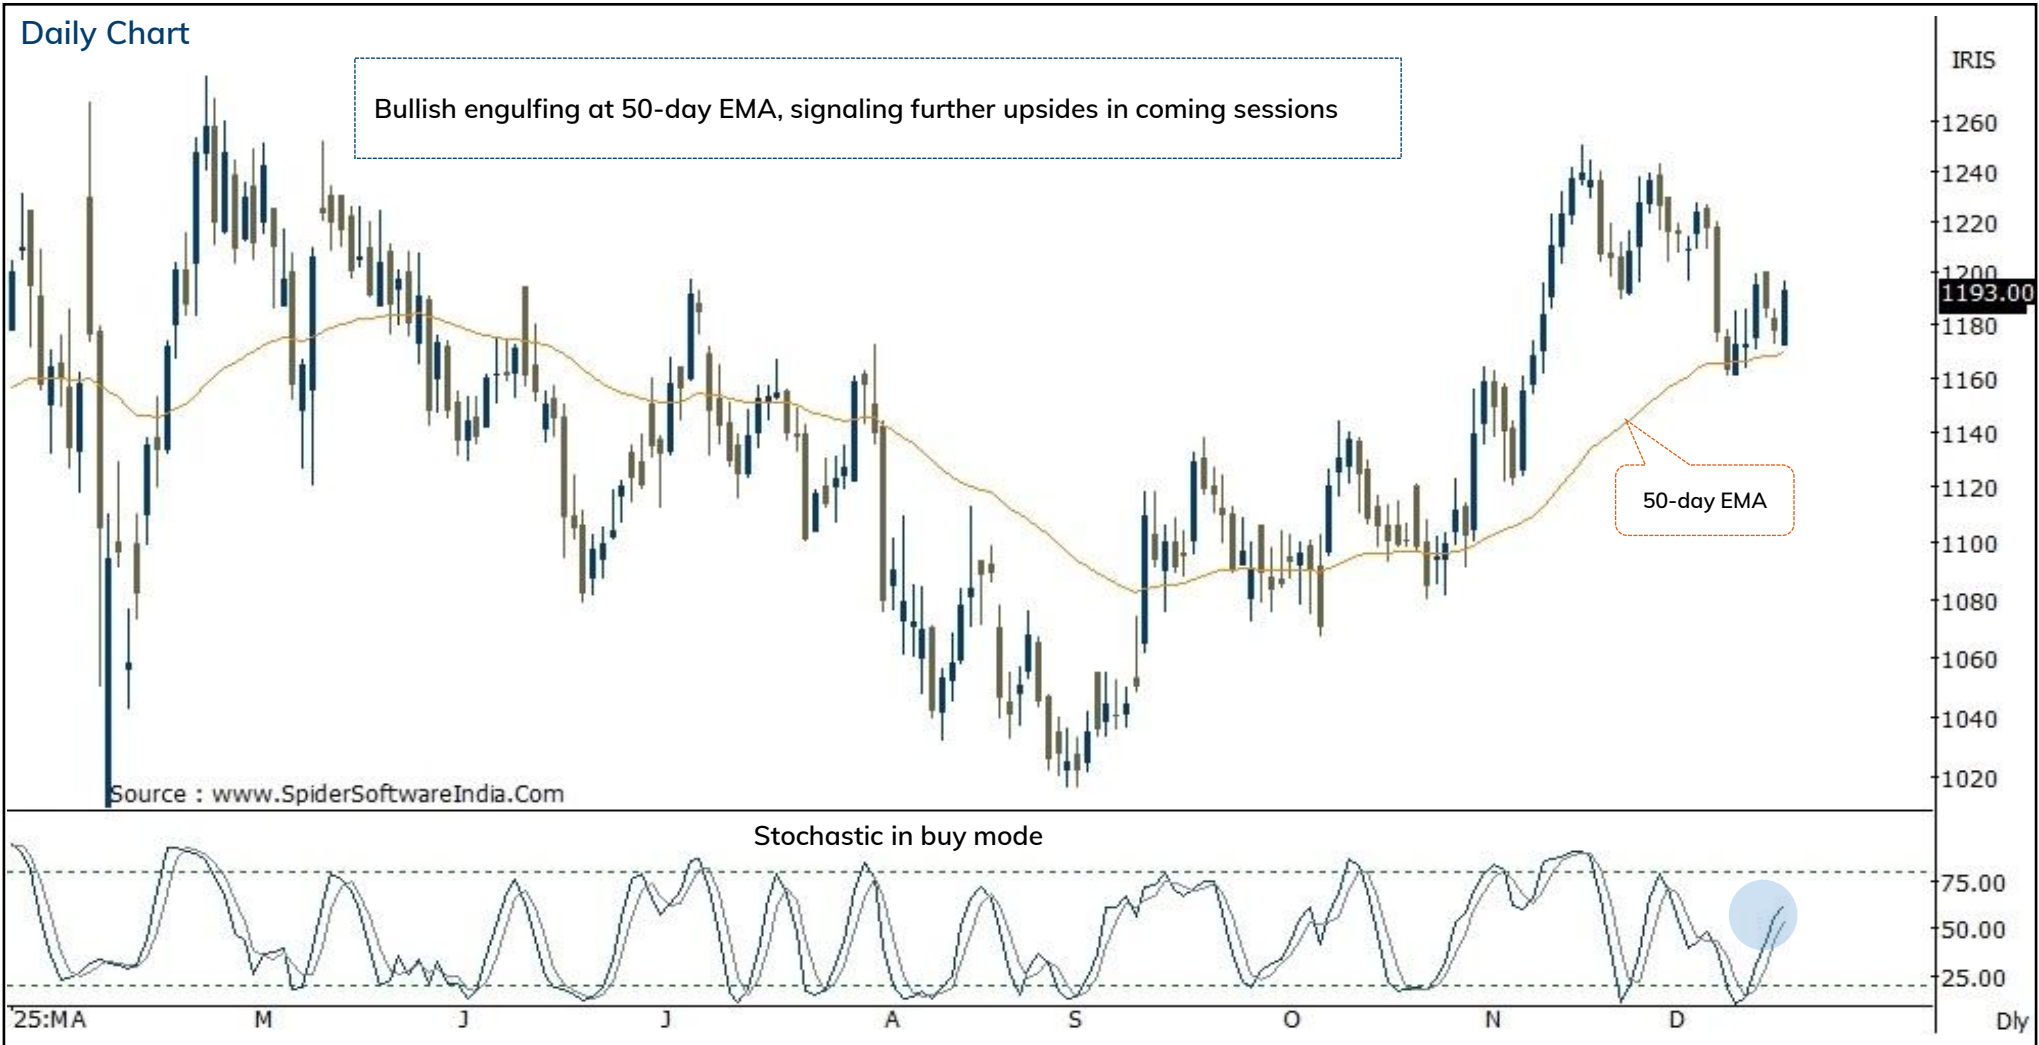 Daily Chart
IRIS
Bullish engulfing at 50-day EMA, signaling further upsides in coming sessions
1260
1240
1220
1200
1193.00
1180
1160
1140
1120
50-day EMA
1100
1080
1060
1040
1020
Source : www.SpiderSoftwareIndia.Com
Stochastic in buy mode
75.00
50.00
25.00
25:MA M J J A S O N D Dly